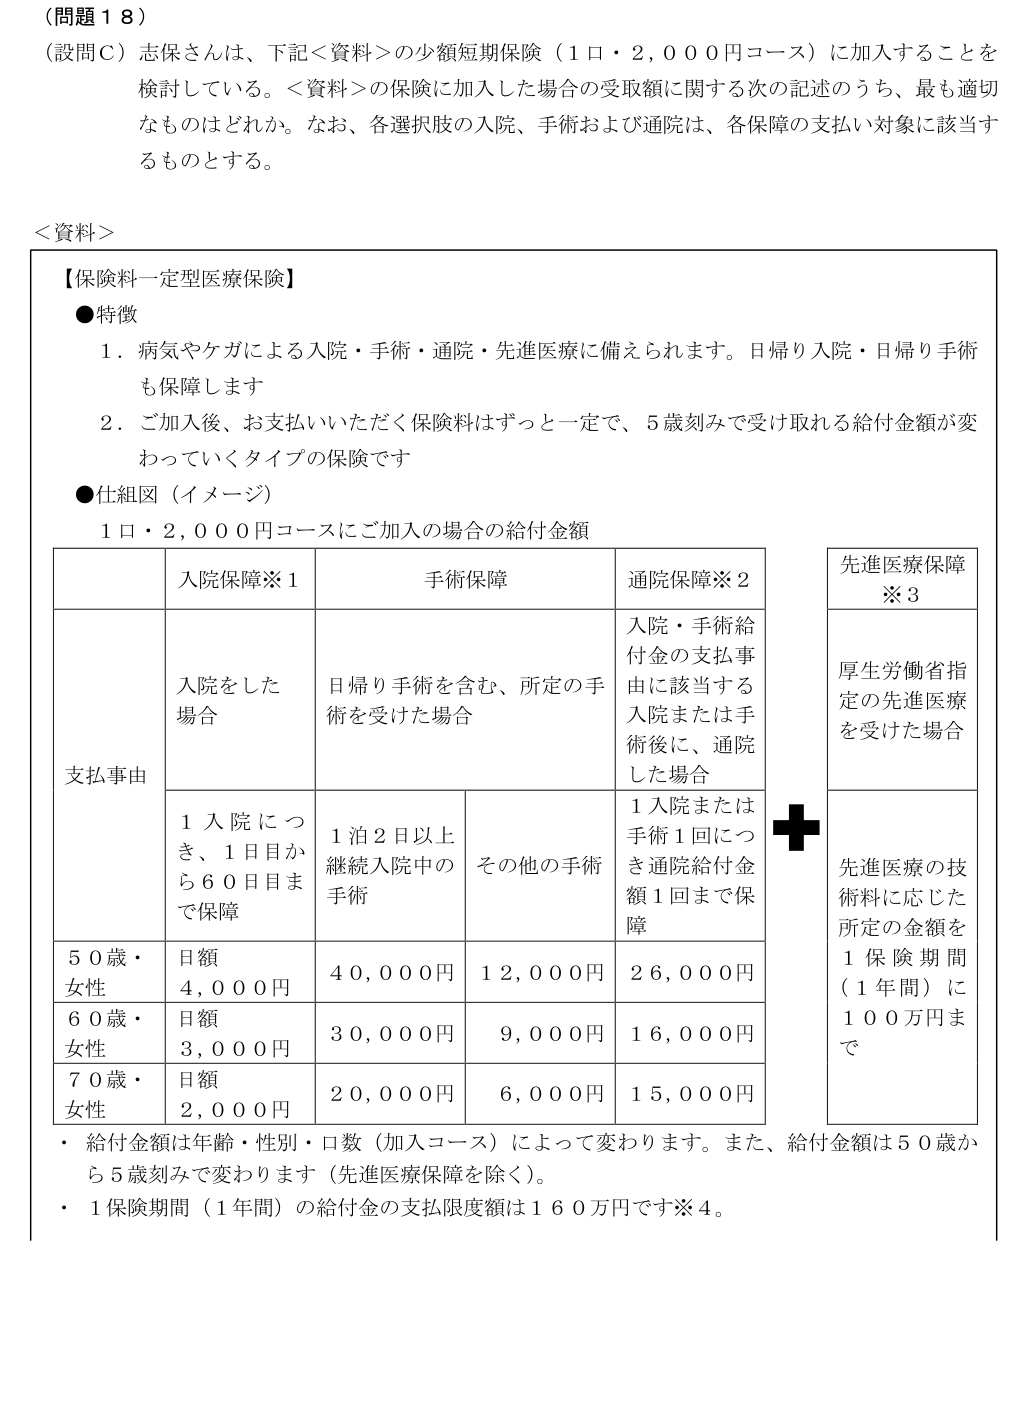 （問題１８）
（設問Ｃ）志保さんは、下記＜資料＞の少額短期保険（１口・２，０００円コース）に加入することを
検討している。＜資料＞の保険に加入した場合の受取額に関する次の記述のうち、最も適切
なものはどれか。なお、各選択肢の入院、手術および通院は、各保障の支払い対象に該当す
るものとする。
＜資料＞
【保険料一定型医療保険】
●特徴
１．病気やケガによる入院・手術・通院・先進医療に備えられます。日帰り入院・日帰り手術
も保障します
２．ご加入後、お支払いいただく保険料はずっと一定で、５歳刻みで受け取れる給付金額が変
わっていくタイプの保険です
●仕組図（イメージ）
１口・２，０００円コースにご加入の場合の給付金額
入院保障※１
手術保障
通院保障※２
先進医療保障
※３
支払事由
入院をした
場合
日帰り手術を含む、所定の手
術を受けた場合
入院・手術給
付金の支払事
由に該当する
入院または手
術後に、通院
した場合
厚生労働省指
定の先進医療
を受けた場合
１入院につ
き、１日目か
ら６０日目ま
で保障
１泊２日以上
継続入院中の
手術
その他の手術
１入院または
手術１回につ
き通院給付金
額１回まで保
障
先進医療の技
術料に応じた
所定の金額を
１保険期間
（１年間）に
１００万円ま
で
５０歳・
女性
日額
４，０００円
４０，０００円
１２，０００円
２６，０００円
６０歳・
女性
日額
３，０００円
３０，０００円
９，０００円
１６，０００円
７０歳・
女性
日額
２，０００円
２０，０００円
６，０００円
１５，０００円
・ 給付金額は年齢・性別・口数（加入コース）によって変わります。また、給付金額は５０歳か
ら５歳刻みで変わります（先進医療保障を除く）。
・ １保険期間（１年間）の給付金の支払限度額は１６０万円です※４。